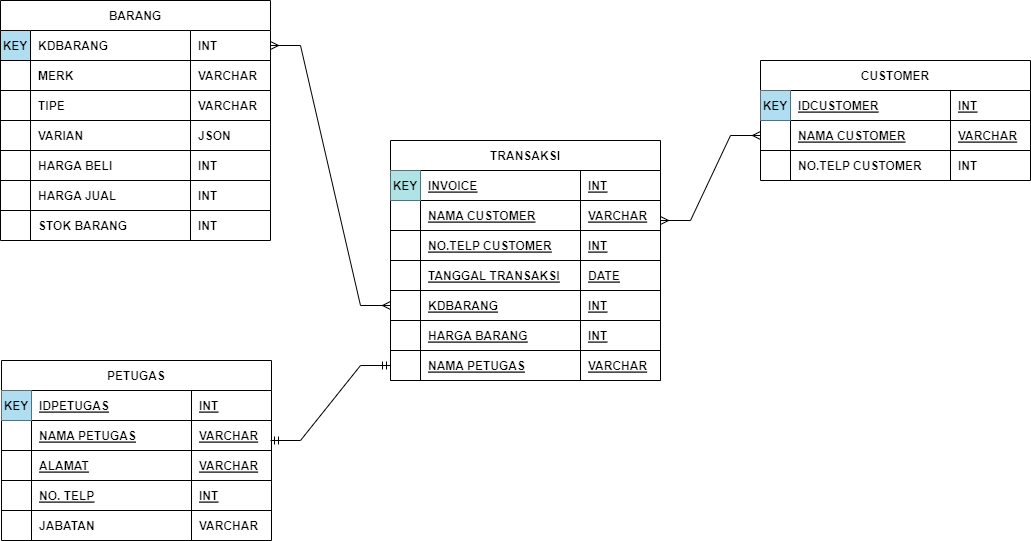 BARANG
KEY KDBARANG INT
MERK VARCHAR
TIPE VARCHAR
VARIAN JSON
HARGA BELI INT
HARGA JUAL INT
STOK BARANG INT
CUSTOMER
KEY IDCUSTOMER INT
NAMA CUSTOMER VARCHAR
NO.TELP CUSTOMER INT
TRANSAKSI
KEY INVOICE INT
NAMA CUSTOMER VARCHAR
NO.TELP CUSTOMER INT
TANGGAL TRANSAKSI DATE
KDBARANG INT
HARGA BARANG INT
NAMA PETUGAS VARCHAR
PETUGAS
KEY IDPETUGAS INT
NAMA PETUGAS VARCHAR
ALAMAT VARCHAR
NO. TELP INT
JABATAN VARCHAR